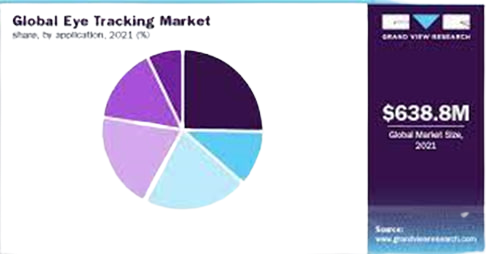 Global Eye Tracking Market
share, by application, 2021 (%)
GRAND VIEW RESEARCH
$638.8M
Global Market Size,
2021
Source:
www.grandviewresearch.com